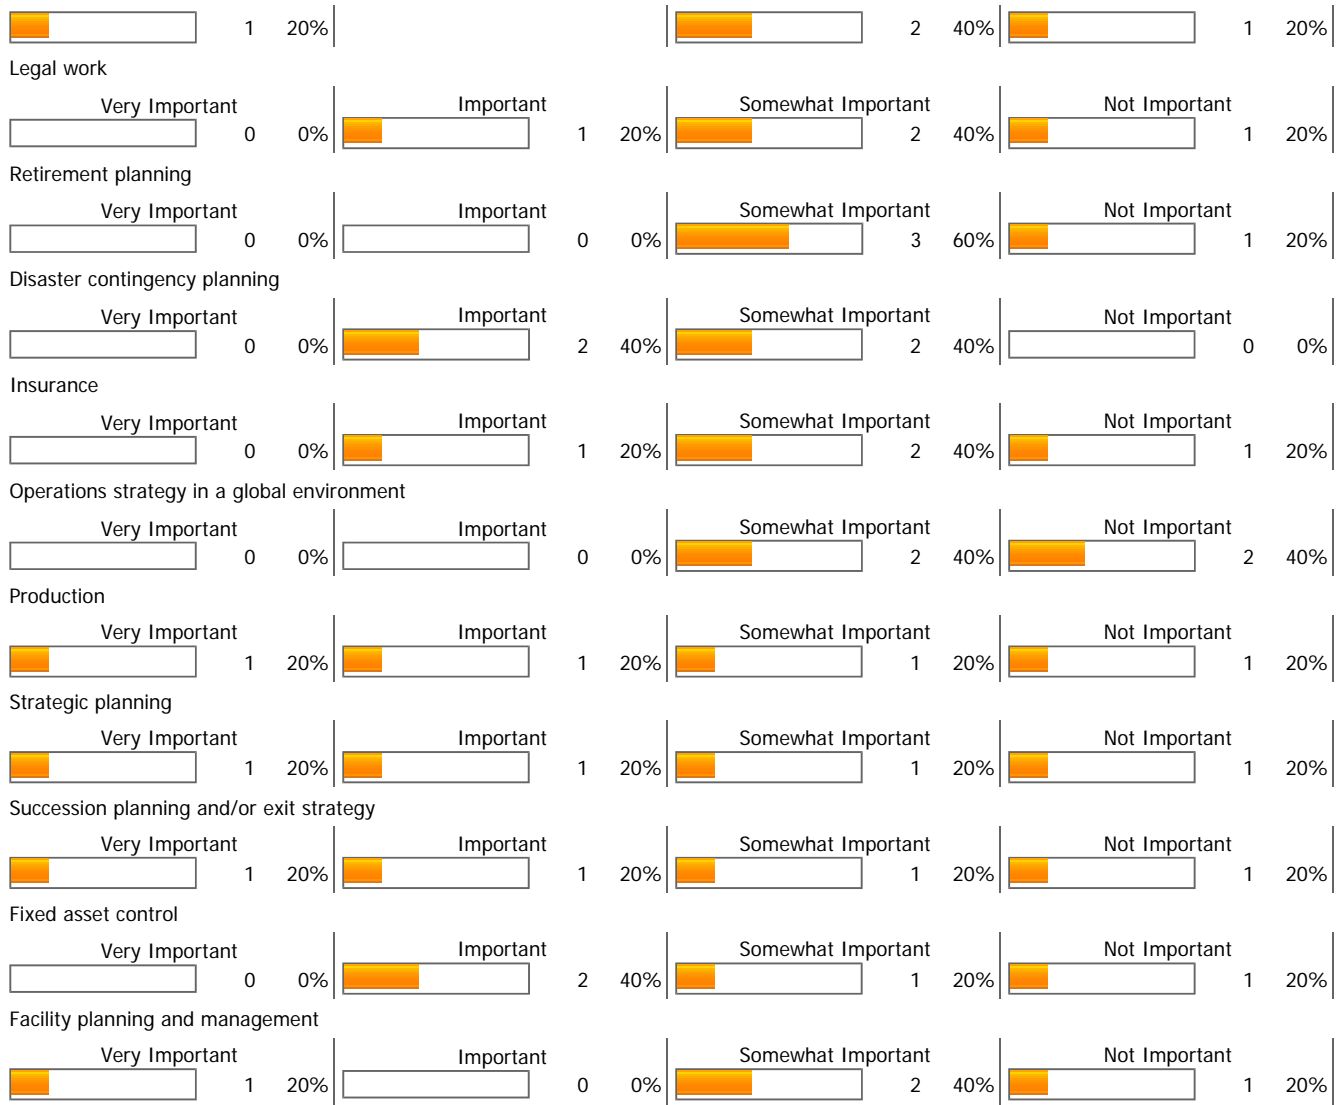 1 20% 2 40% 1 20%
Legal work
Very Important Important Somewhat Important Not Important
0 0% 1 20% 2 40% 1 20%
Retirement planning
Very Important Important Somewhat Important Not Important
0 0% 0 0% 3 60% 1 20%
Disaster contingency planning
Very Important Important Somewhat Important Not Important
0 0% 2 40% 2 40% 0 0%
Insurance
Very Important Important Somewhat Important Not Important
0 0% 1 20% 2 40% 1 20%
Operations strategy in a global environment
Very Important Important Somewhat Important Not Important
0 0% 0 0% 2 40% 2 40%
Production
Very Important Important Somewhat Important Not Important
1 20% 1 20% 1 20% 1 20%
Strategic planning
Very Important Important Somewhat Important Not Important
1 20% 1 20% 1 20% 1 20%
Succession planning and/or exit strategy
Very Important Important Somewhat Important Not Important
1 20% 1 20% 1 20% 1 20%
Fixed asset control
Very Important Important Somewhat Important Not Important
0 0% 2 40% 1 20% 1 20%
Facility planning and management
Very Important Important Somewhat Important Not Important
1 20% 0 0% 2 40% 1 20%